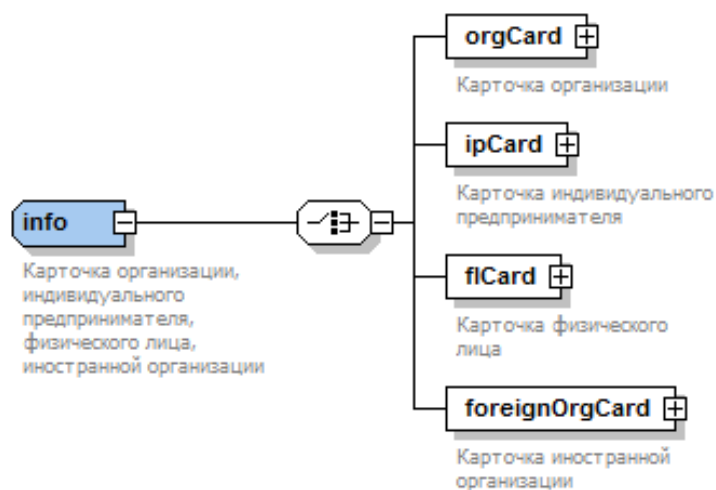 orgCard
Карточка организации
ipCard
Карточка индивидуального
предпринимателя
info
Карточка организации,
индивидуального
предпринимателя,
физического лица,
иностранной организации
flCard
Карточка физического
лица
foreignOrgCard
Карточка иностранной
организации